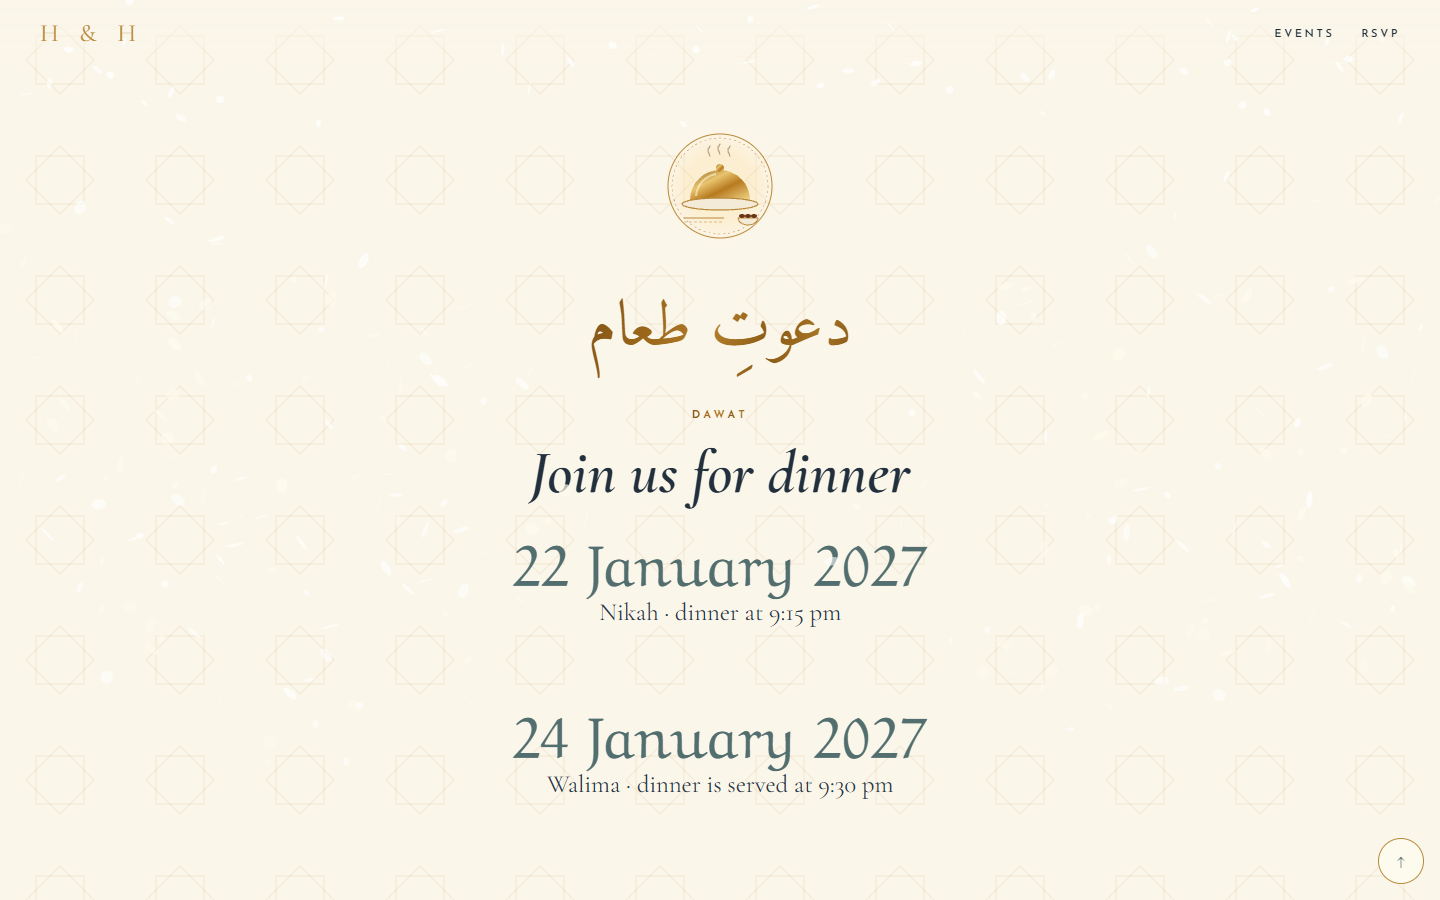 H & H
EVENTS RSVP
دعوتِ طعام
DAWAT
Join us for dinner
22 January 2027
Nikah · dinner at 9:15 pm
24 January 2027
Walima · dinner is served at 9:30 pm
↑